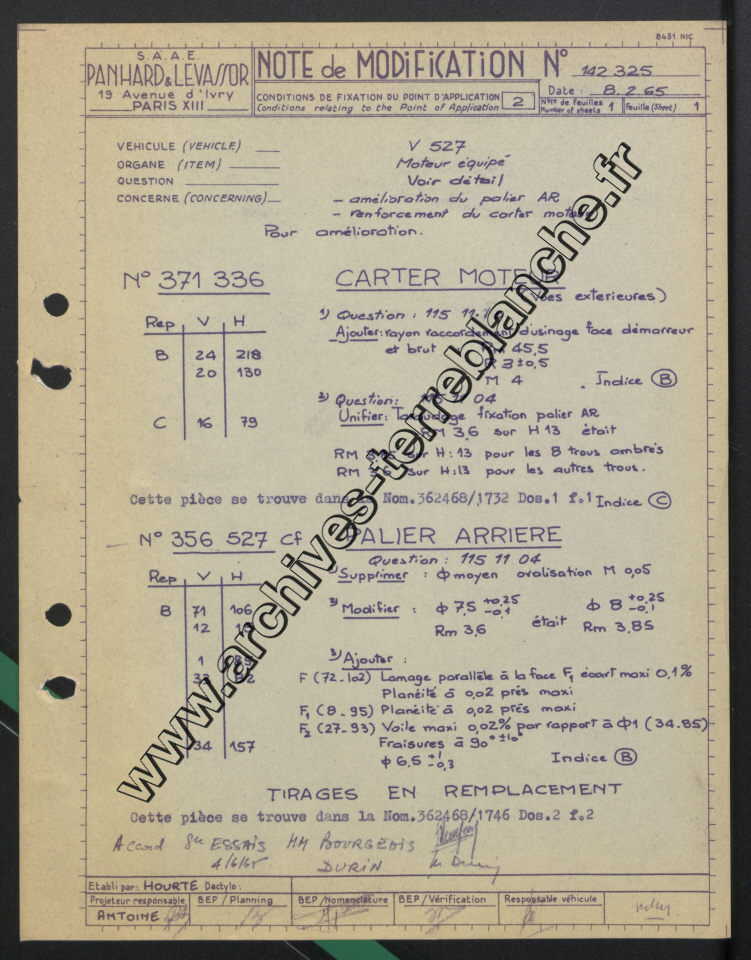 8431 NIC
S.A.A.E.
PANHARD & LEVASSOR
19 Avenue d'Ivry
PARIS XIII
NOTE de MODIFICATION N° 142 325
CONDITIONS DE FIXATION DU POINT D'APPLICATION
Conditions relating to the Point of Application
2
Date : 8.2.65
Nbre de Feuilles 1
Number of sheets
Feuille (Sheet) 1
VÉHICULE (VEHICLE) V 527
ORGANE (ITEM) Moteur équipé
QUESTION Voir détail
CONCERNE (CONCERNING) - amélioration du palier AR
- renforcement du carter moteur
Pour amélioration.
N° 371 336 CARTER MOTEUR
exterieures)
Rep V H
B 24 218
20 130
C 16 79
1) Question : 115 11
Ajouter: rayon raccordement d'usinage face démarreur
et brut 45,5
R 3 ± 0,5
M 4 Indice (B)
2) Question: 11 04
Unifier: Taraudage fixation palier AR
RM 3,6 sur H 13 était
RM sur H:13 pour les 8 trous ombrés
RM 3,6 sur H:13 pour les autres trous.
Cette pièce se trouve dans la Nom.362468/1732 Dos.1 f.1 Indice (C)
N° 356 527 cf PALIER ARRIERE
Question : 115 11 04
Rep V H
B 71 106
12
1
34 157
1) Supprimer : ϕ moyen ovalisation M 0,05
2) Modifier : ϕ 7,5 +0,25 -0,1 était ϕ 8 +0,25 -0,1
Rm 3,6 Rm 3,85
3) Ajouter :
F (72-102) Lamage parallèle à la face F1 écart maxi 0,1%
Planéité à 0,02 près maxi
F1 (8-95) Planéité à 0,02 près maxi
F2 (27-93) Voile maxi 0,02% par rapport à ϕ1 (34-85)
Fraisures à 90° ±10'
ϕ 6,5 +1 -0,3 Indice (B)
TIRAGES EN REMPLACEMENT
Cette pièce se trouve dans la Nom.362468/1746 Dos.2 f.2
Accord ESSAIS MM BOURGEOIS
4/6/65 DURIN
Etabli par: HOURTE Dactylo :
Projeteur responsable BEP / Planning BEP / Nomenclature BEP / Vérification Responsable véhicule
ANTOINE
www.archives-terreblanche.fr